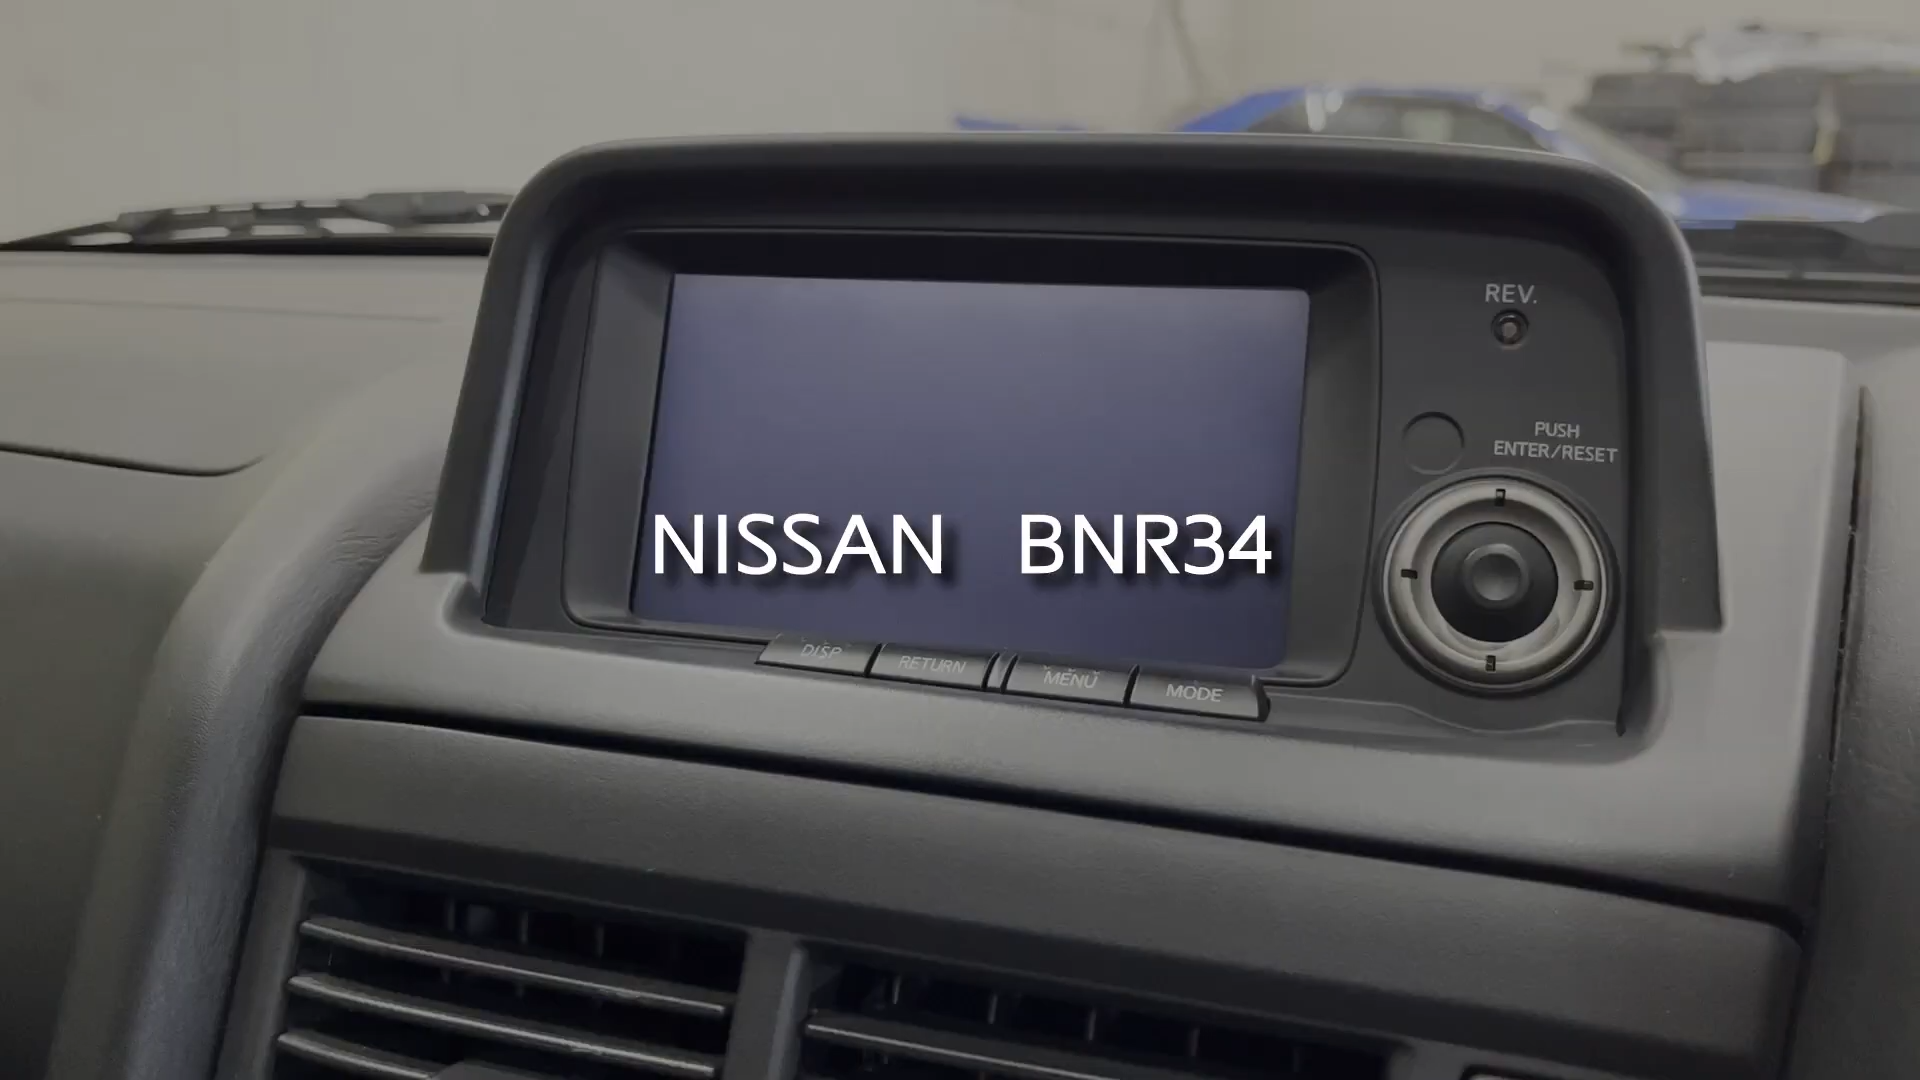 REV.
PUSH
ENTER/RESET
NISSAN BNR34
DISP
RETURN
MENU
MODE